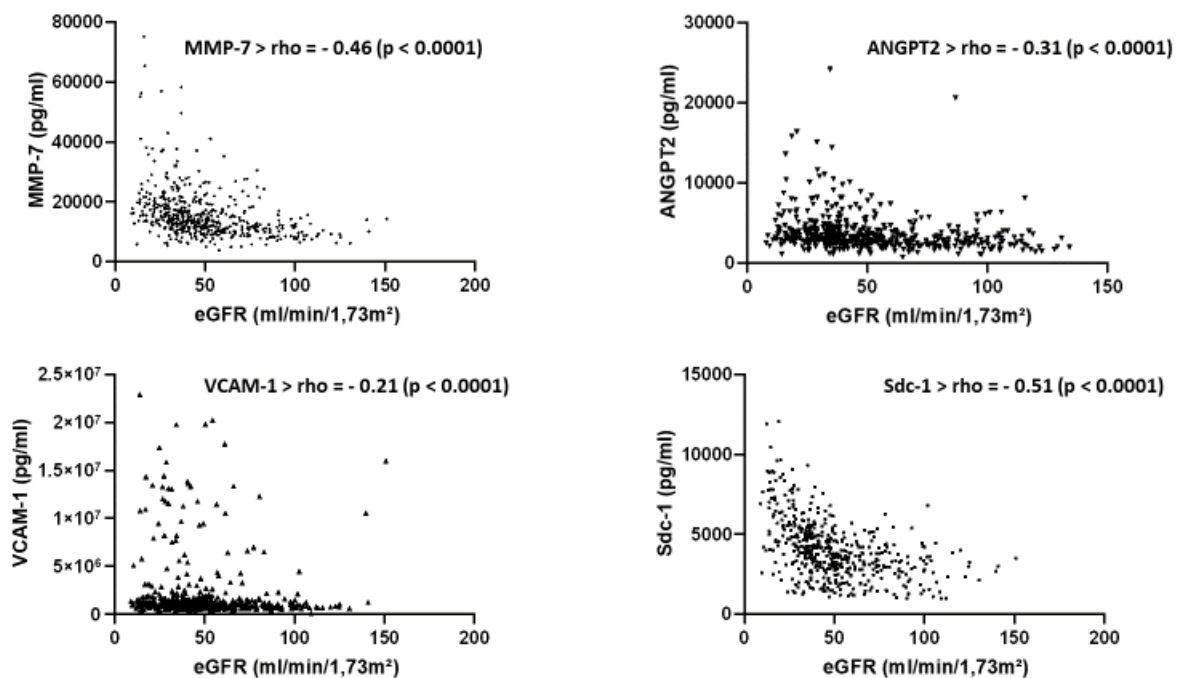 MMP-7 > rho = - 0.46 (p < 0.0001)
MMP-7 (pg/ml)
80000
60000
40000
20000
0
0 50 100 150 200
eGFR (ml/min/1,73m²)
ANGPT2 > rho = - 0.31 (p < 0.0001)
ANGPT2 (pg/ml)
30000
20000
10000
0
0 50 100 150
eGFR (ml/min/1,73m²)
VCAM-1 > rho = - 0.21 (p < 0.0001)
VCAM-1 (pg/ml)
2.5×10⁷
2×10⁷
1.5×10⁷
1×10⁷
5×10⁶
0
0 50 100 150 200
eGFR (ml/min/1,73m²)
Sdc-1 > rho = - 0.51 (p < 0.0001)
Sdc-1 (pg/ml)
15000
10000
5000
0
0 50 100 150 200
eGFR (ml/min/1,73m²)